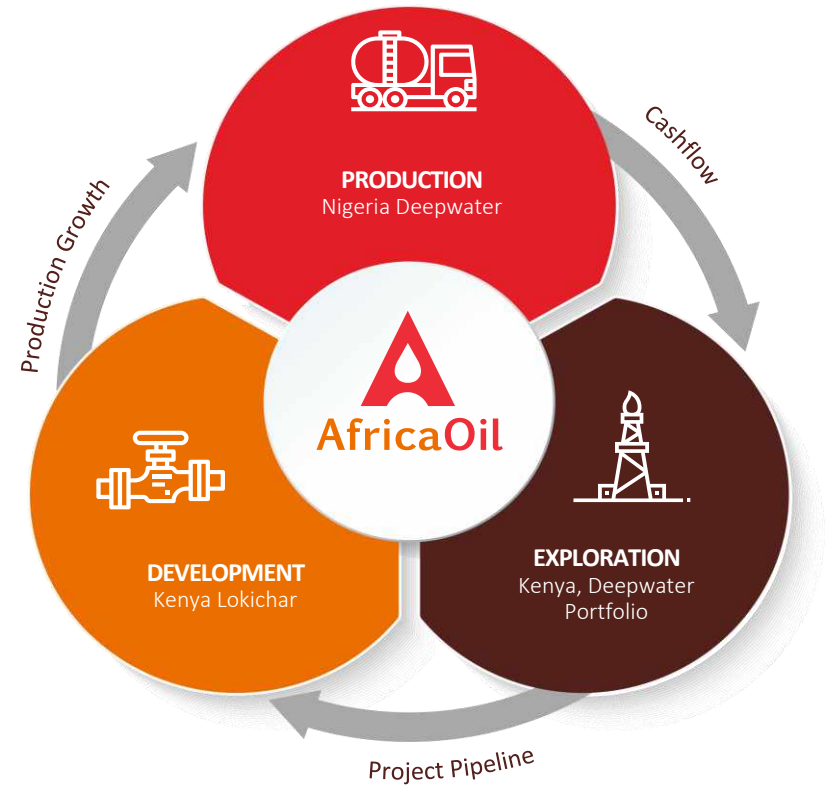 PRODUCTION
Nigeria Deepwater
Cashflow
Production Growth
AfricaOil
EXPLORATION
Kenya, Deepwater
Portfolio
DEVELOPMENT
Kenya Lokichar
Project Pipeline